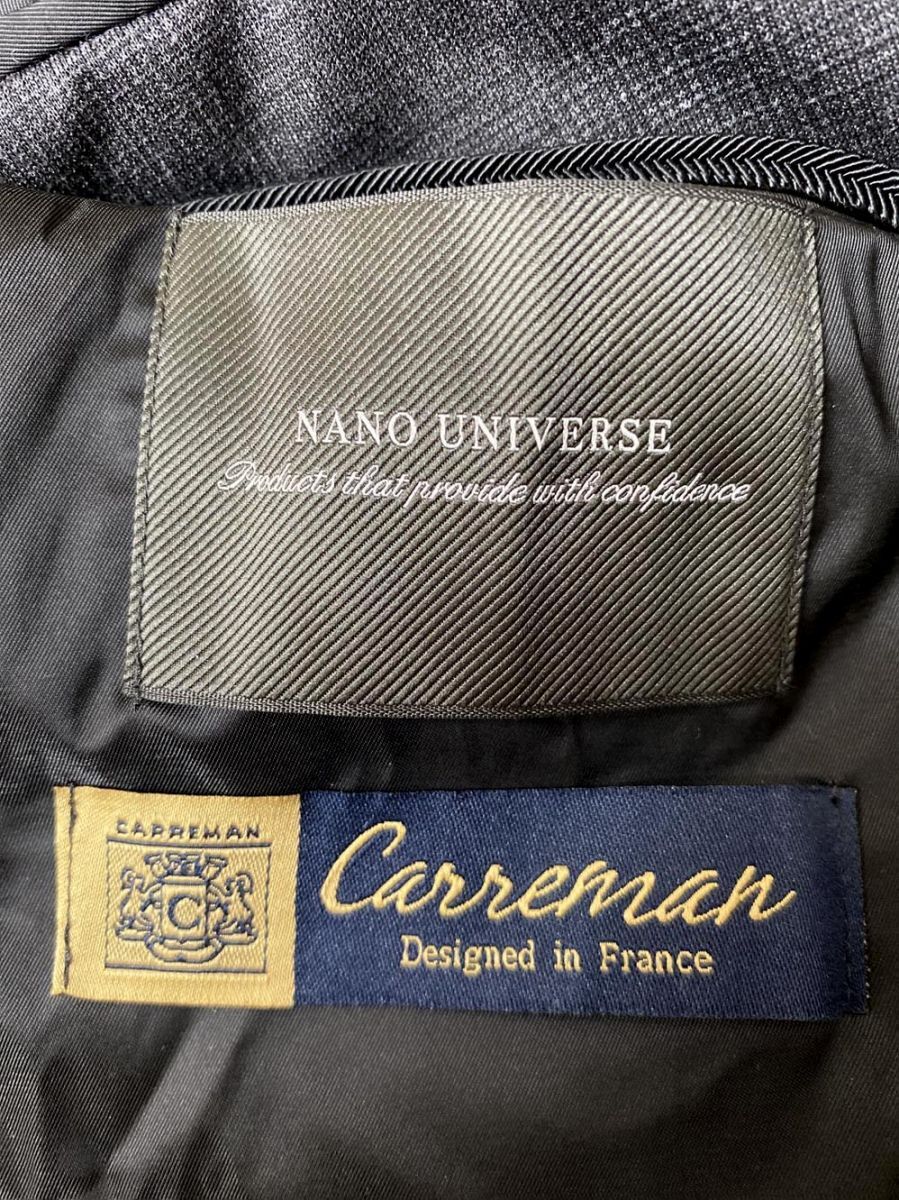 NANO UNIVERSE
Products that provide with confidence
CARREMAN
C
Carreman
Designed in France